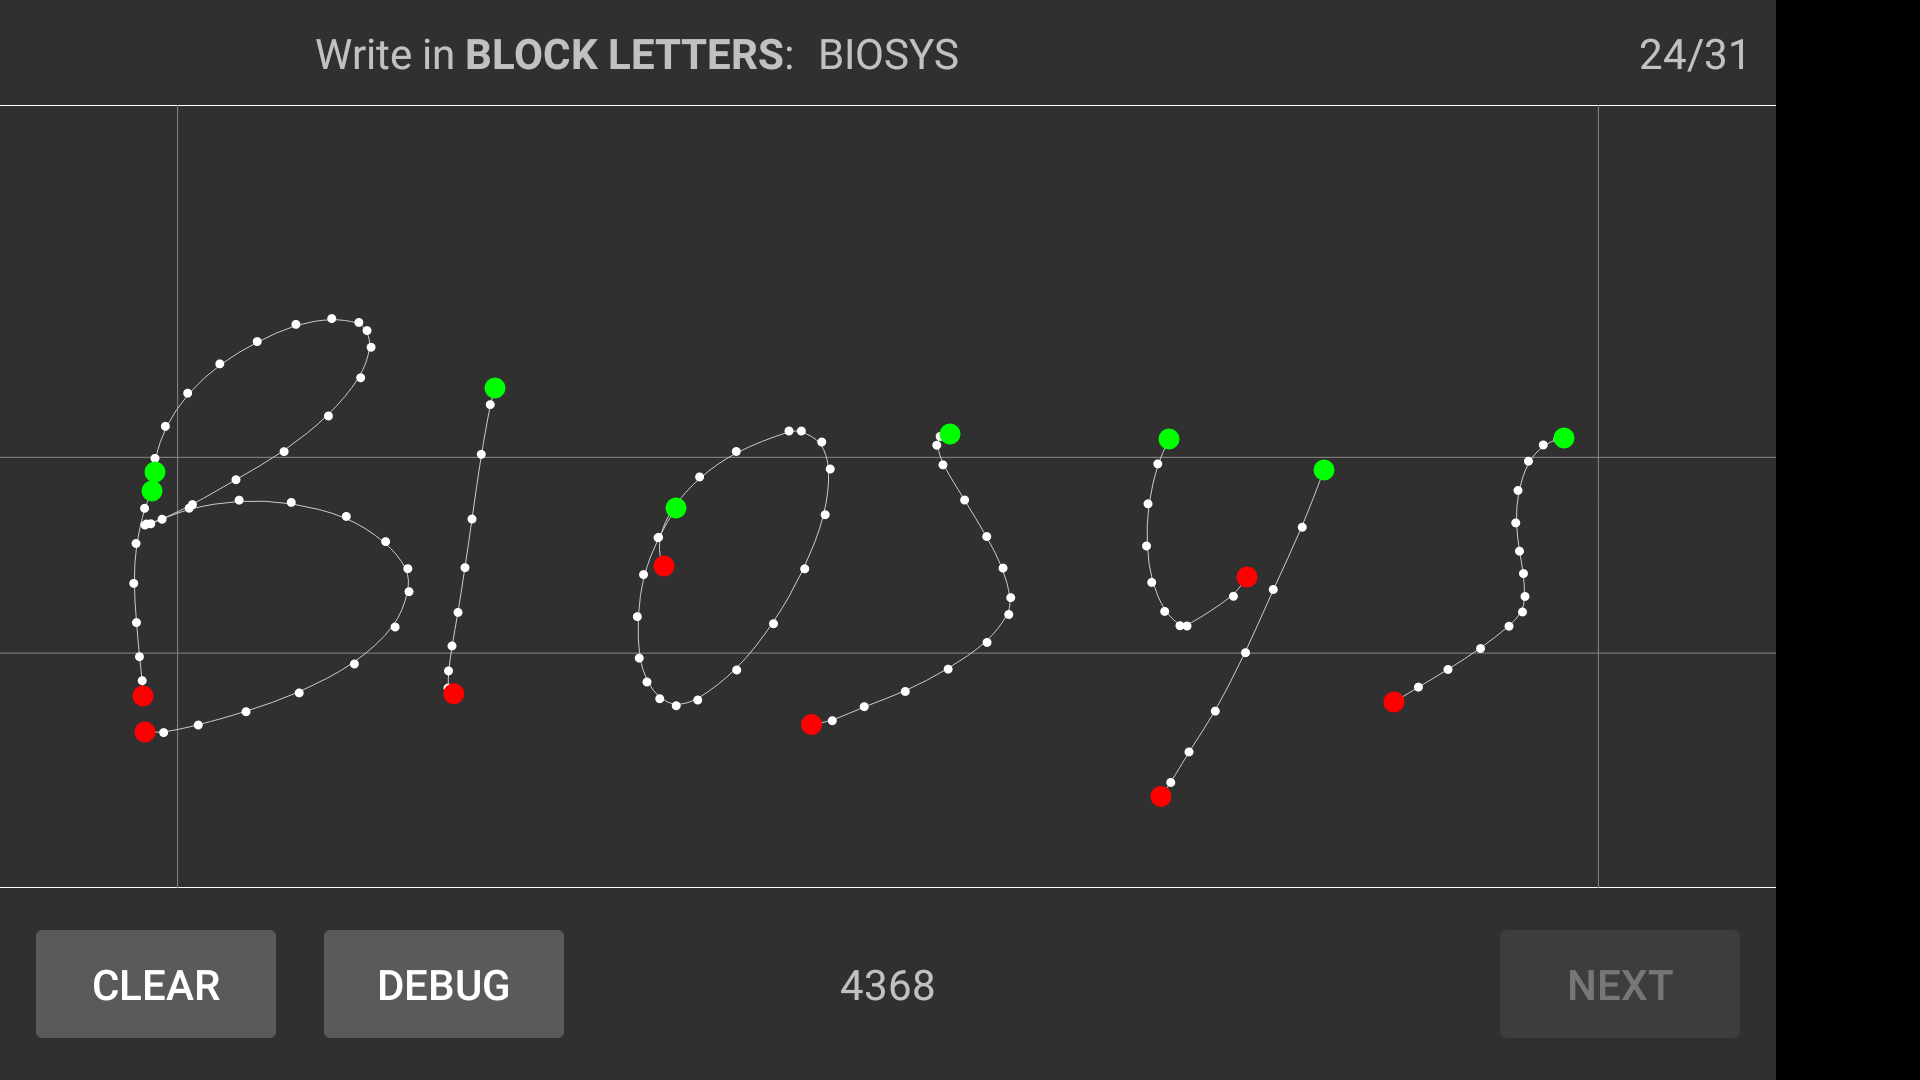 Write in BLOCK LETTERS: BIOSYS 24/31
BIOSYS
CLEAR DEBUG 4368 NEXT